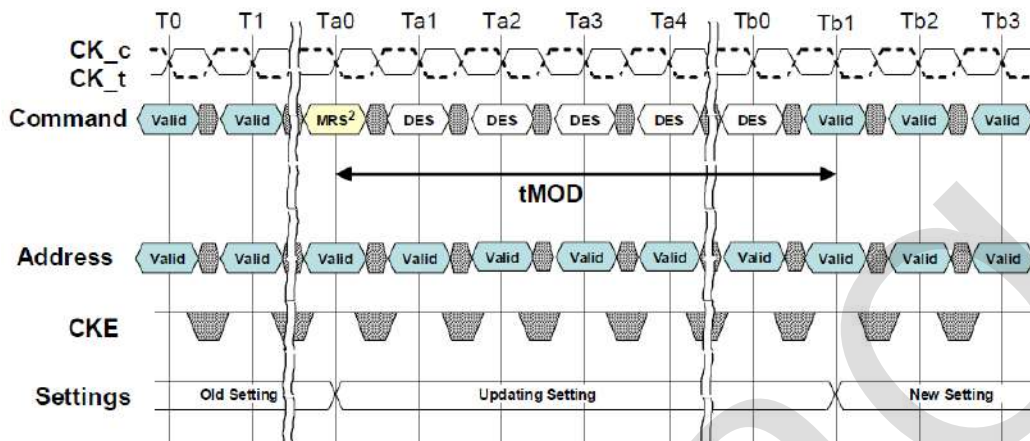 T0 T1 Ta0 Ta1 Ta2 Ta3 Ta4 Tb0 Tb1 Tb2 Tb3
CK_c
CK_t
Command Valid Valid MRS² DES DES DES DES DES Valid Valid Valid
tMOD
Address Valid Valid Valid Valid Valid Valid Valid Valid Valid Valid Valid
CKE
Settings Old Setting Updating Setting New Setting